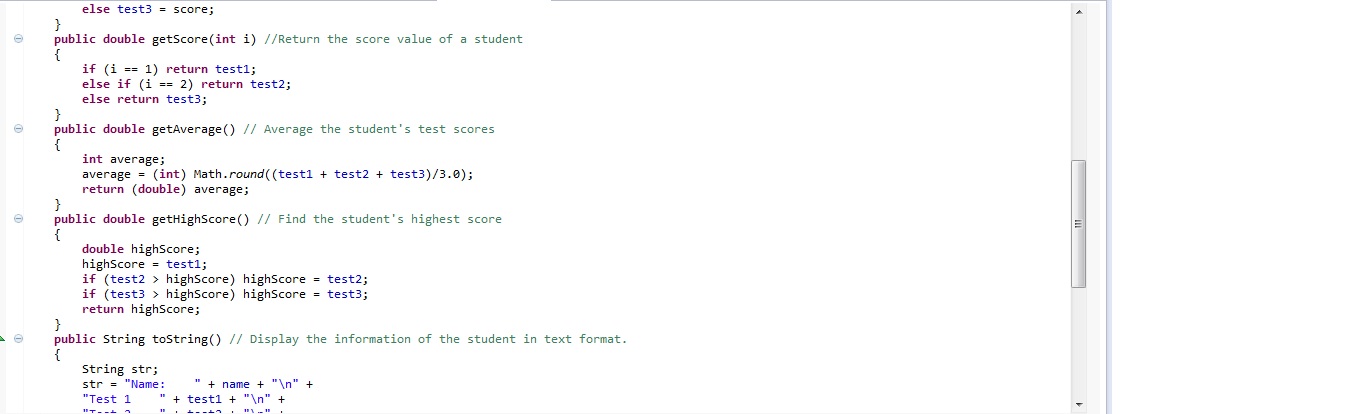 else test3 = score;
}
public double getScore(int i) //Return the score value of a student
{
if (i == 1) return test1;
else if (i == 2) return test2;
else return test3;
}
public double getAverage() // Average the student's test scores
{
int average;
average = (int) Math.round((test1 + test2 + test3)/3.0);
return (double) average;
}
public double getHighScore() // Find the student's highest score
{
double highScore;
highScore = test1;
if (test2 > highScore) highScore = test2;
if (test3 > highScore) highScore = test3;
return highScore;
}
public String toString() // Display the information of the student in text format.
{
String str;
str = "Name:    " + name + "\n" +
"Test 1    " + test1 + "\n" +
"Test 2    " + test2 + "\n" +